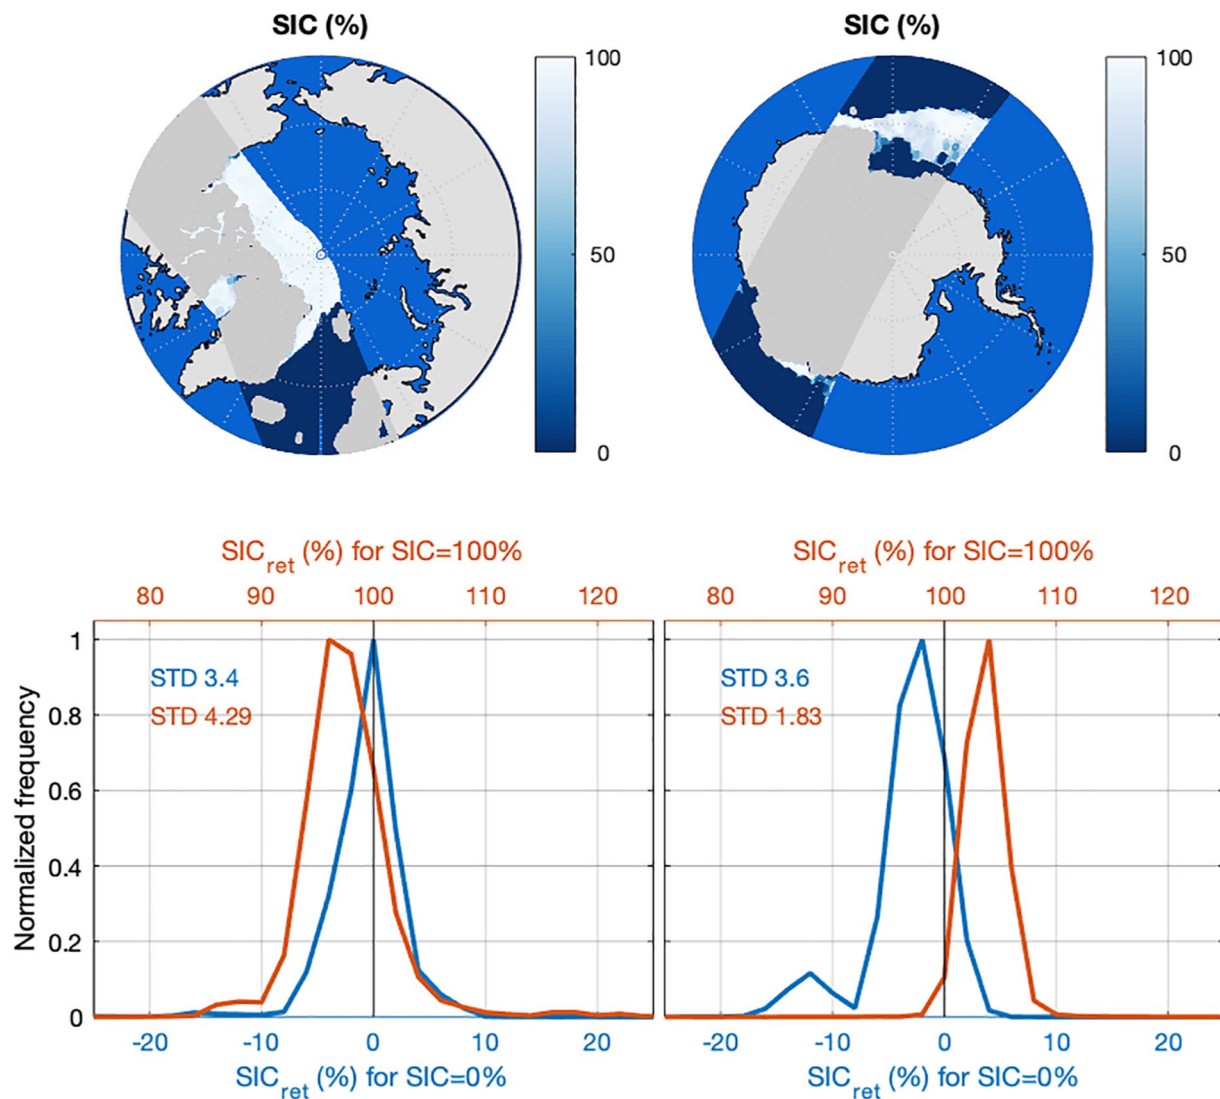 SIC (%)
SIC (%)
100
50
0
100
50
0
SIC_ret (%) for SIC=100%
SIC_ret (%) for SIC=100%
80 90 100 110 120
80 90 100 110 120
Normalized frequency
1
0.8
0.6
0.4
0.2
0
STD 3.4
STD 4.29
STD 3.6
STD 1.83
-20 -10 0 10 20
-20 -10 0 10 20
SIC_ret (%) for SIC=0%
SIC_ret (%) for SIC=0%